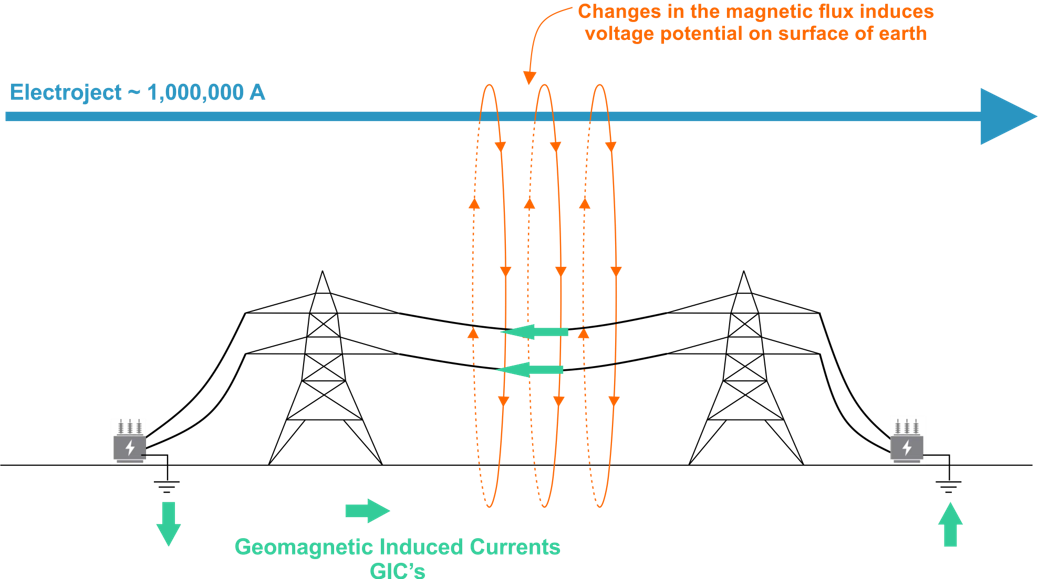 Changes in the magnetic flux induces
voltage potential on surface of earth
Electroject ~ 1,000,000 A
Geomagnetic Induced Currents
GIC's